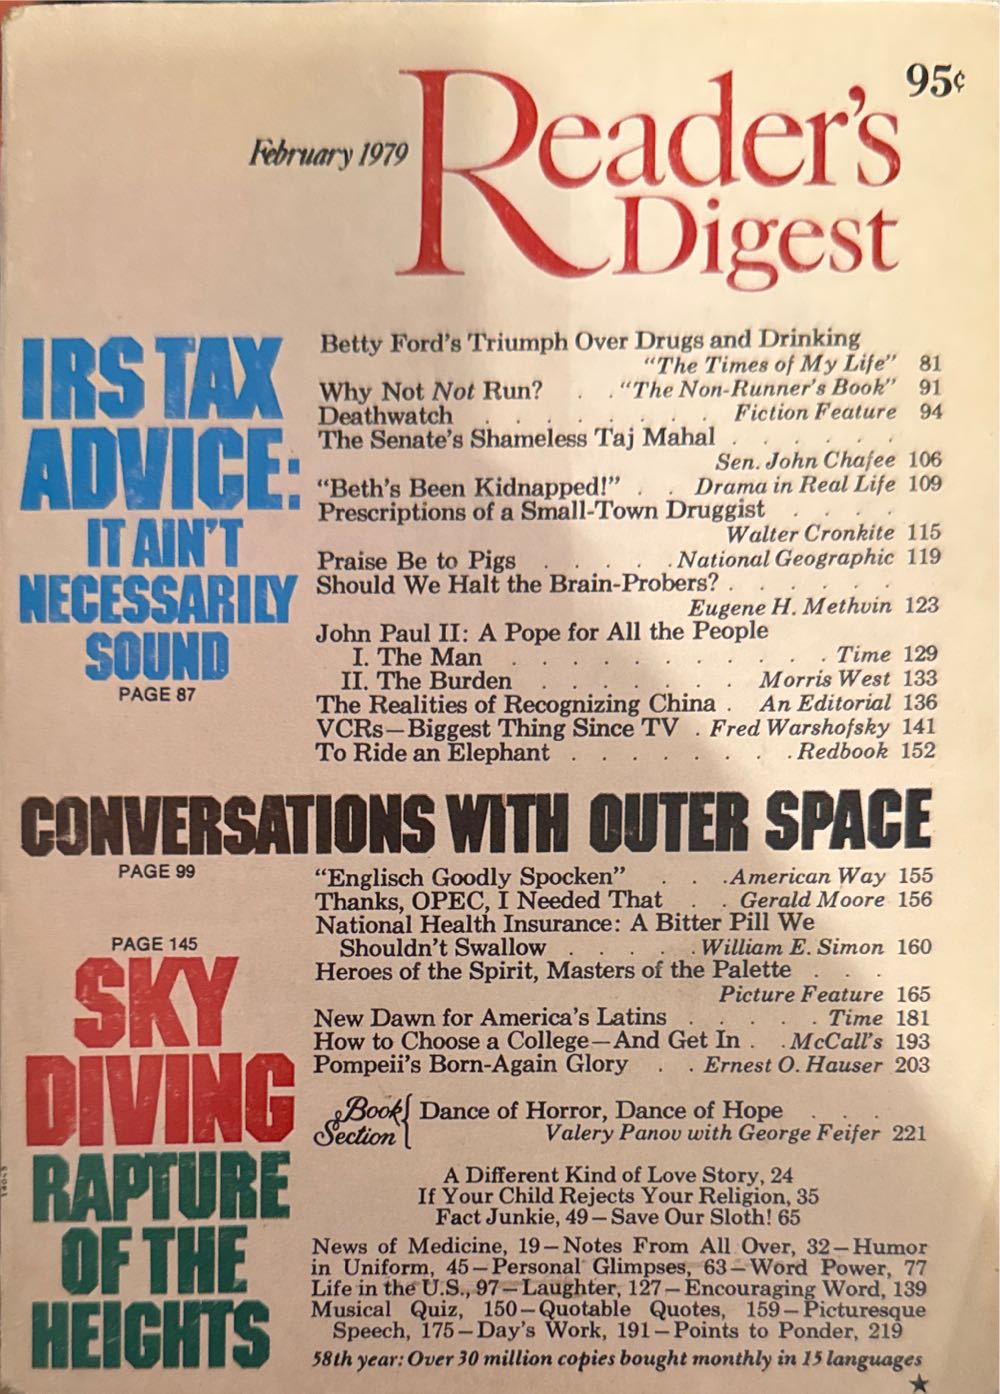 95¢
February 1979
Reader's
Digest
IRS TAX
ADVICE:
IT AIN'T
NECESSARILY
SOUND
PAGE 87
Betty Ford's Triumph Over Drugs and Drinking
"The Times of My Life" 81
Why Not Not Run? . . "The Non-Runner's Book" 91
Deathwatch . . . . . . . . . Fiction Feature 94
The Senate's Shameless Taj Mahal . . . . . .
Sen. John Chafee 106
"Beth's Been Kidnapped!" . . Drama in Real Life 109
Prescriptions of a Small-Town Druggist . . . .
Walter Cronkite 115
Praise Be to Pigs . . . . . National Geographic 119
Should We Halt the Brain-Probers? . . . . . .
Eugene H. Methvin 123
John Paul II: A Pope for All the People
I. The Man . . . . . . . . . . . . Time 129
II. The Burden . . . . . . . . Morris West 133
The Realities of Recognizing China . An Editorial 136
VCRs—Biggest Thing Since TV . Fred Warshofsky 141
To Ride an Elephant . . . . . . . . Redbook 152
CONVERSATIONS WITH OUTER SPACE
PAGE 99
"Englisch Goodly Spocken" . . . American Way 155
Thanks, OPEC, I Needed That . . Gerald Moore 156
National Health Insurance: A Bitter Pill We
Shouldn't Swallow . . . . . William E. Simon 160
Heroes of the Spirit, Masters of the Palette . . .
Picture Feature 165
New Dawn for America's Latins . . . . . Time 181
How to Choose a College—And Get In . . McCall's 193
Pompeii's Born-Again Glory . . Ernest O. Hauser 203
PAGE 145
SKY
DIVING
RAPTURE
OF THE
HEIGHTS
Book
Section
Dance of Horror, Dance of Hope . . .
Valery Panov with George Feifer 221
A Different Kind of Love Story, 24
If Your Child Rejects Your Religion, 35
Fact Junkie, 49—Save Our Sloth! 65
News of Medicine, 19—Notes From All Over, 32—Humor
in Uniform, 45—Personal Glimpses, 63—Word Power, 77
Life in the U.S., 97—Laughter, 127—Encouraging Word, 139
Musical Quiz, 150—Quotable Quotes, 159—Picturesque
Speech, 175—Day's Work, 191—Points to Ponder, 219
58th year: Over 30 million copies bought monthly in 15 languages